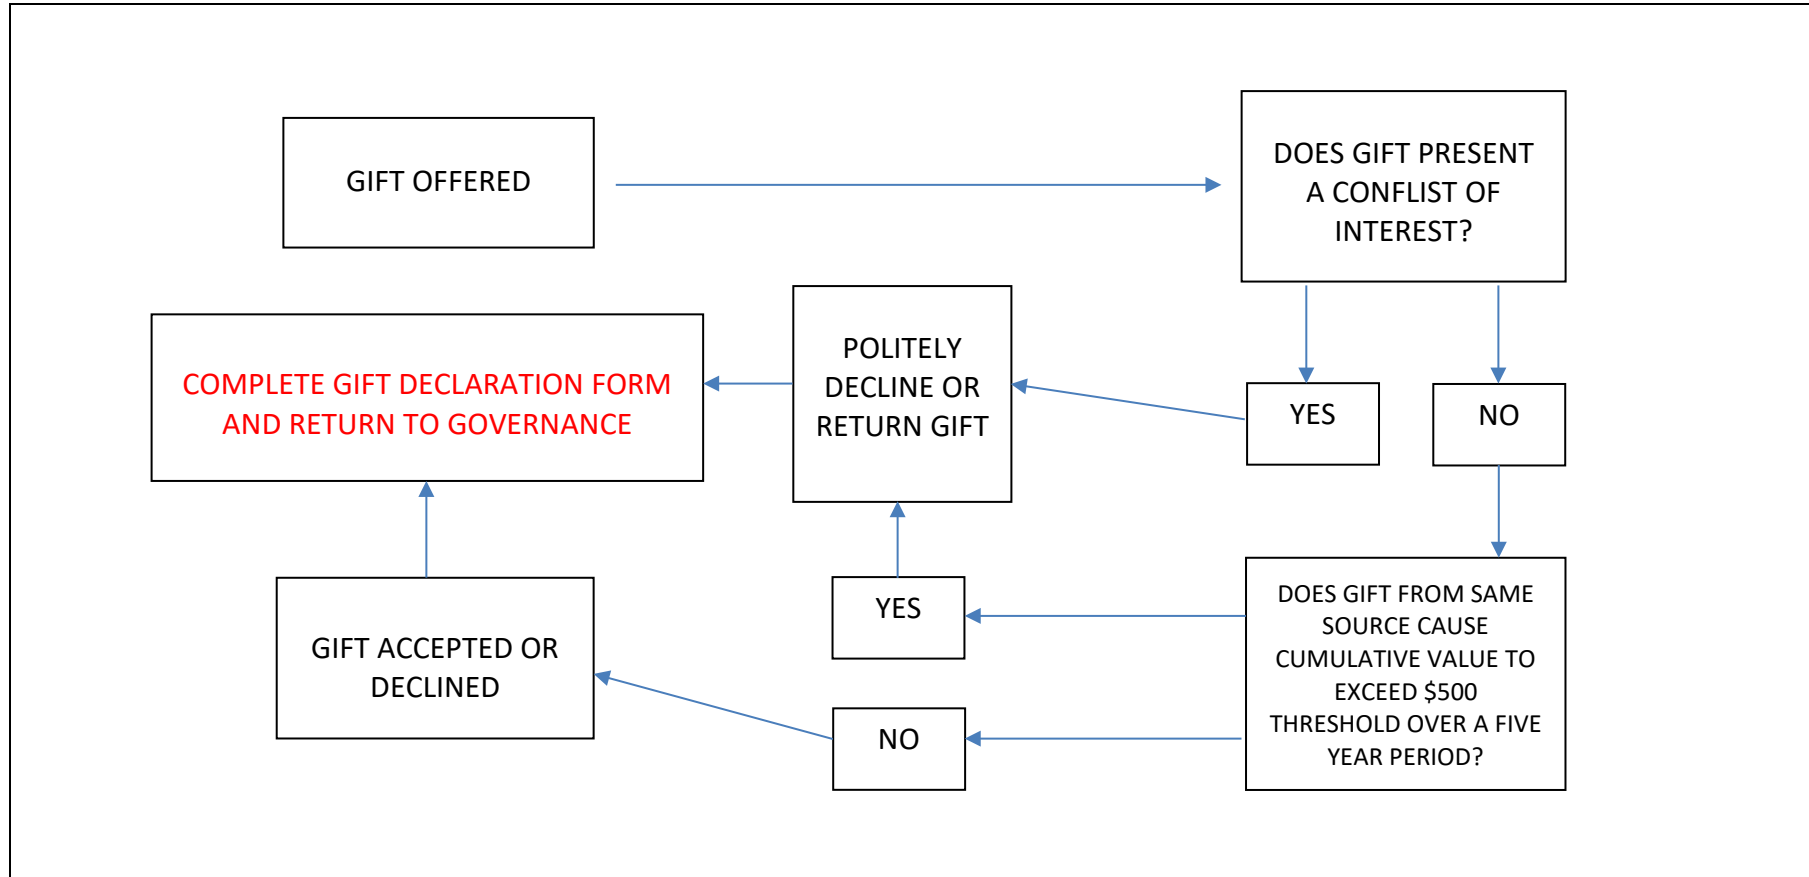 GIFT OFFERED
DOES GIFT PRESENT
A CONFLIST OF
INTEREST?
COMPLETE GIFT DECLARATION FORM
AND RETURN TO GOVERNANCE
POLITELY
DECLINE OR
RETURN GIFT
YES
NO
GIFT ACCEPTED OR
DECLINED
YES
NO
DOES GIFT FROM SAME
SOURCE CAUSE
CUMULATIVE VALUE TO
EXCEED $500
THRESHOLD OVER A FIVE
YEAR PERIOD?